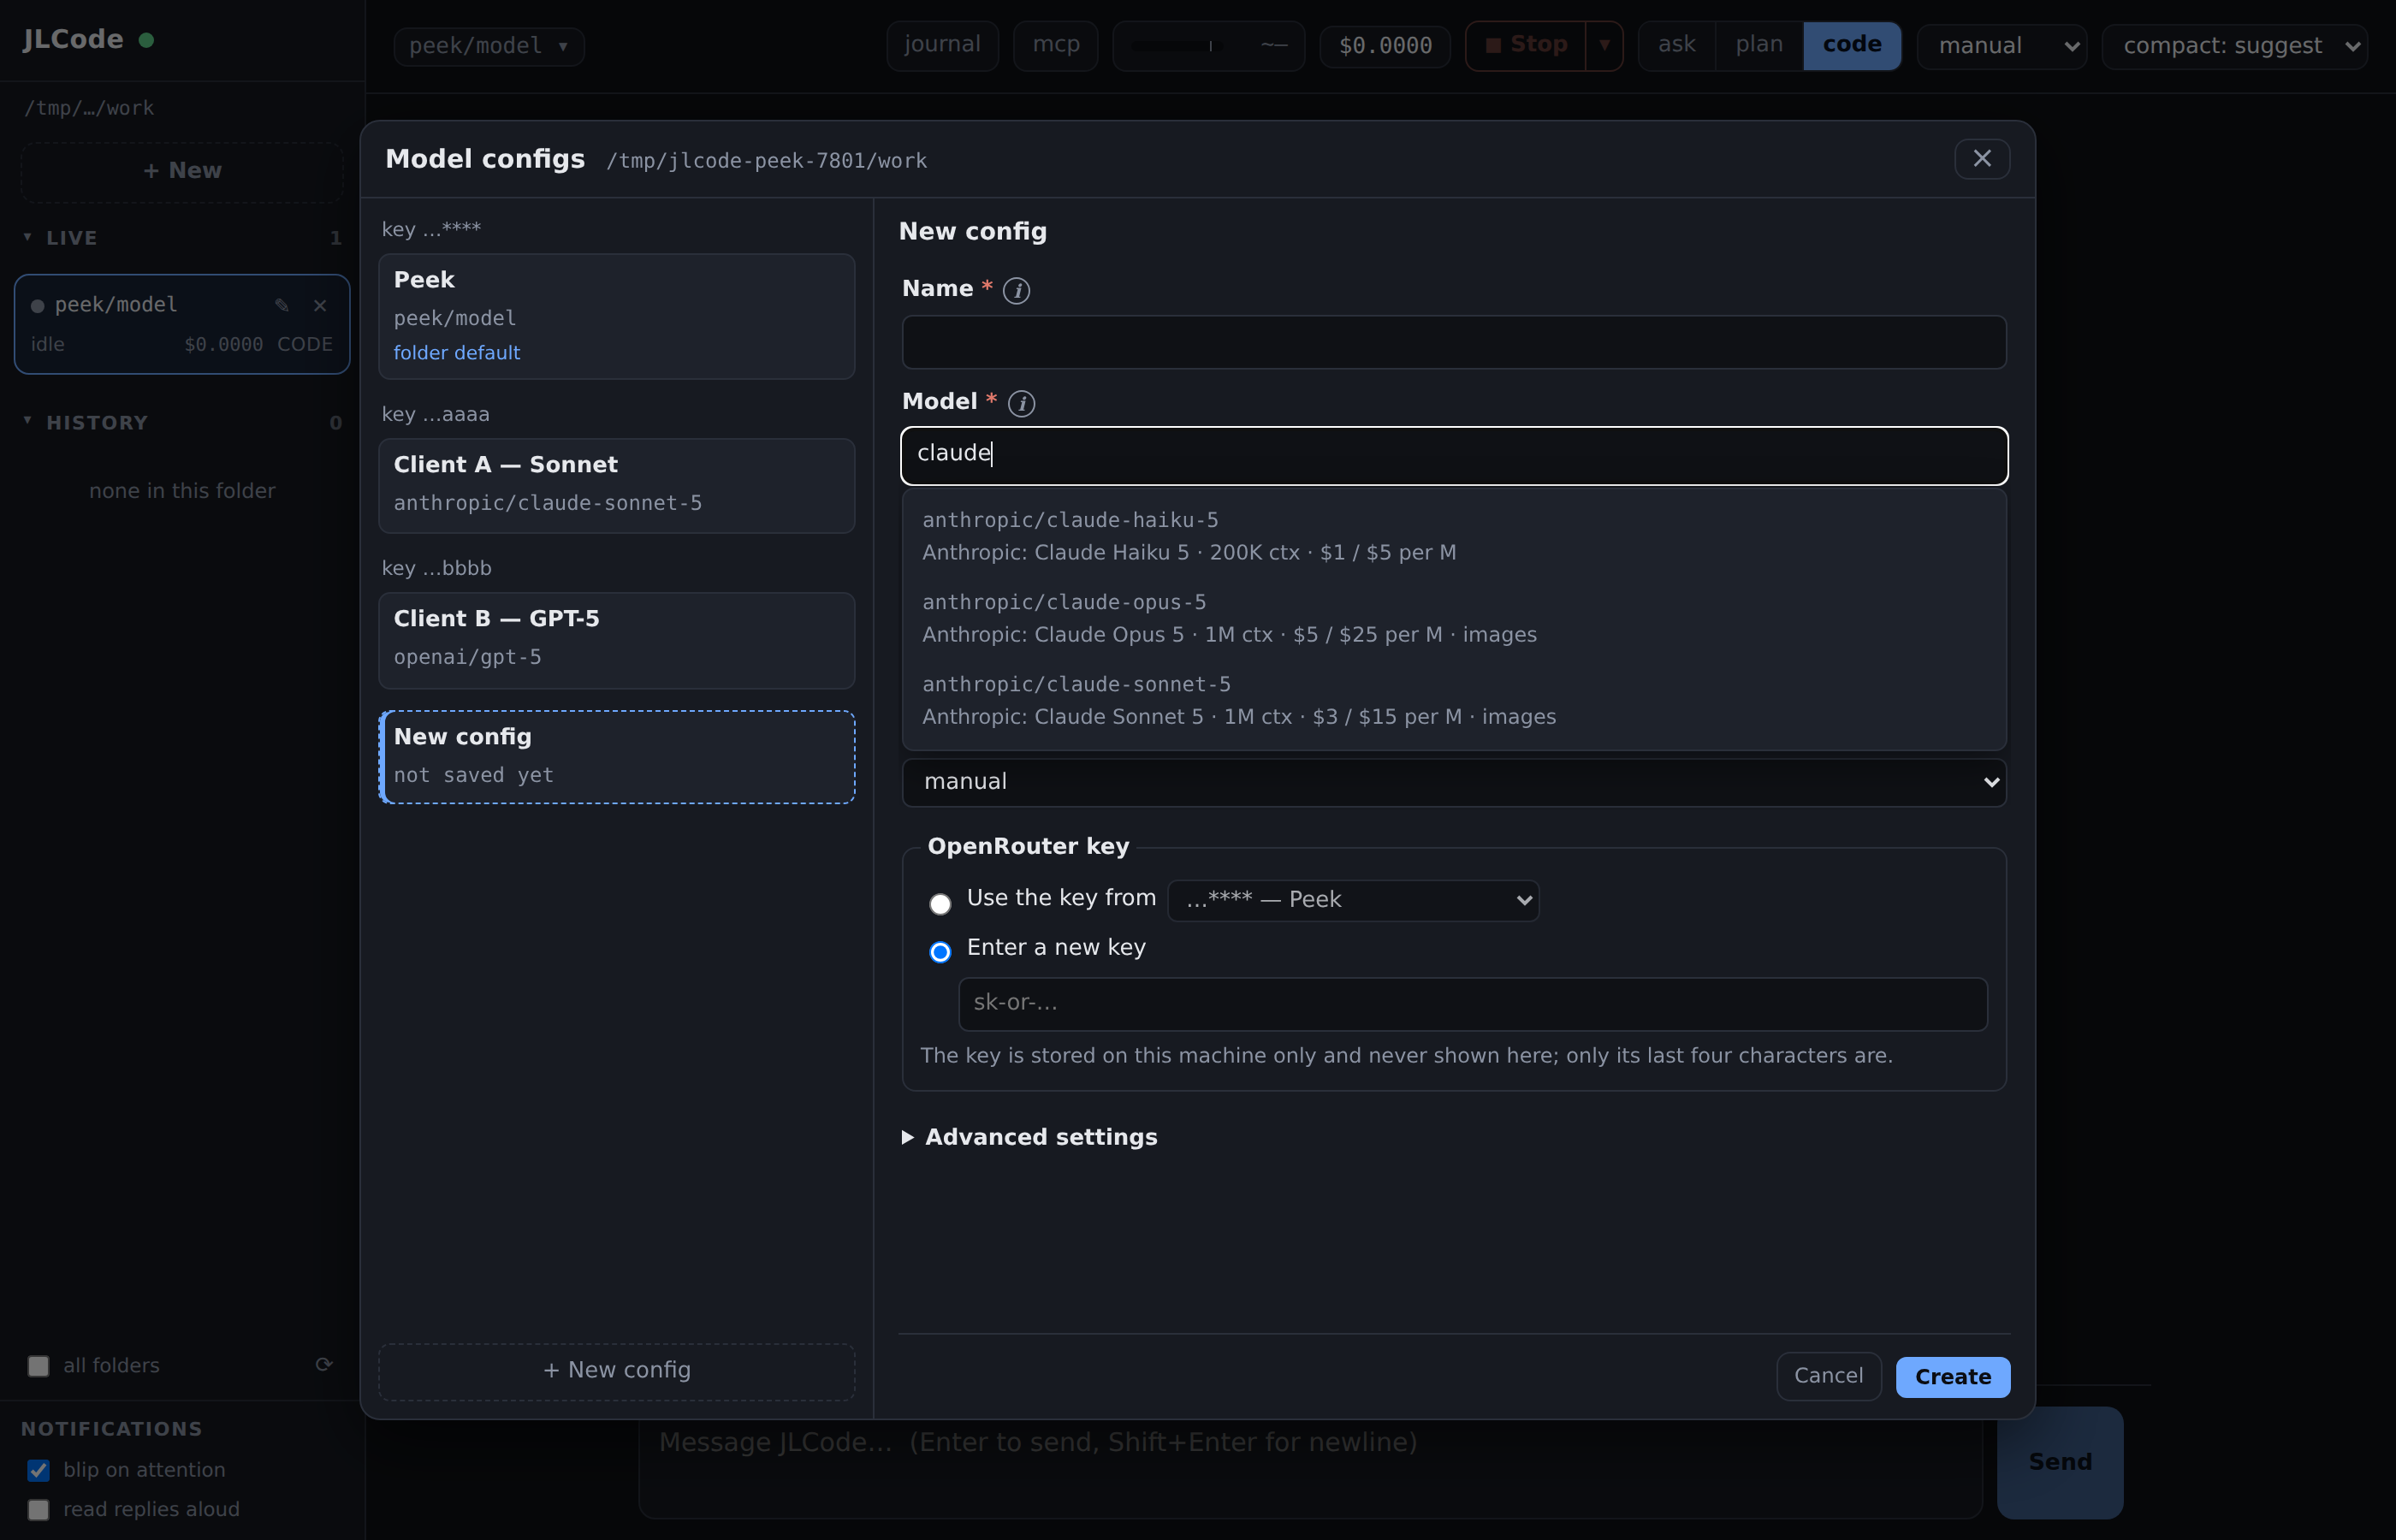 JLCode
/tmp/…/work
+ New
LIVE 1
peek/model
idle $0.0000 CODE
HISTORY 0
none in this folder
all folders
NOTIFICATIONS
blip on attention
read replies aloud
peek/model
journal
mcp
~—
$0.0000
Stop
ask
plan
code
manual
compact: suggest
Model configs /tmp/jlcode-peek-7801/work
key …****
Peek
peek/model
folder default
key …aaaa
Client A — Sonnet
anthropic/claude-sonnet-5
key …bbbb
Client B — GPT-5
openai/gpt-5
New config
not saved yet
+ New config
New config
Name * i
Model * i
claude
anthropic/claude-haiku-5
Anthropic: Claude Haiku 5 · 200K ctx · $1 / $5 per M
anthropic/claude-opus-5
Anthropic: Claude Opus 5 · 1M ctx · $5 / $25 per M · images
anthropic/claude-sonnet-5
Anthropic: Claude Sonnet 5 · 1M ctx · $3 / $15 per M · images
manual
OpenRouter key
Use the key from …**** — Peek
Enter a new key
sk-or-…
The key is stored on this machine only and never shown here; only its last four characters are.
Advanced settings
Cancel
Create
Message JLCode… (Enter to send, Shift+Enter for newline)
Send